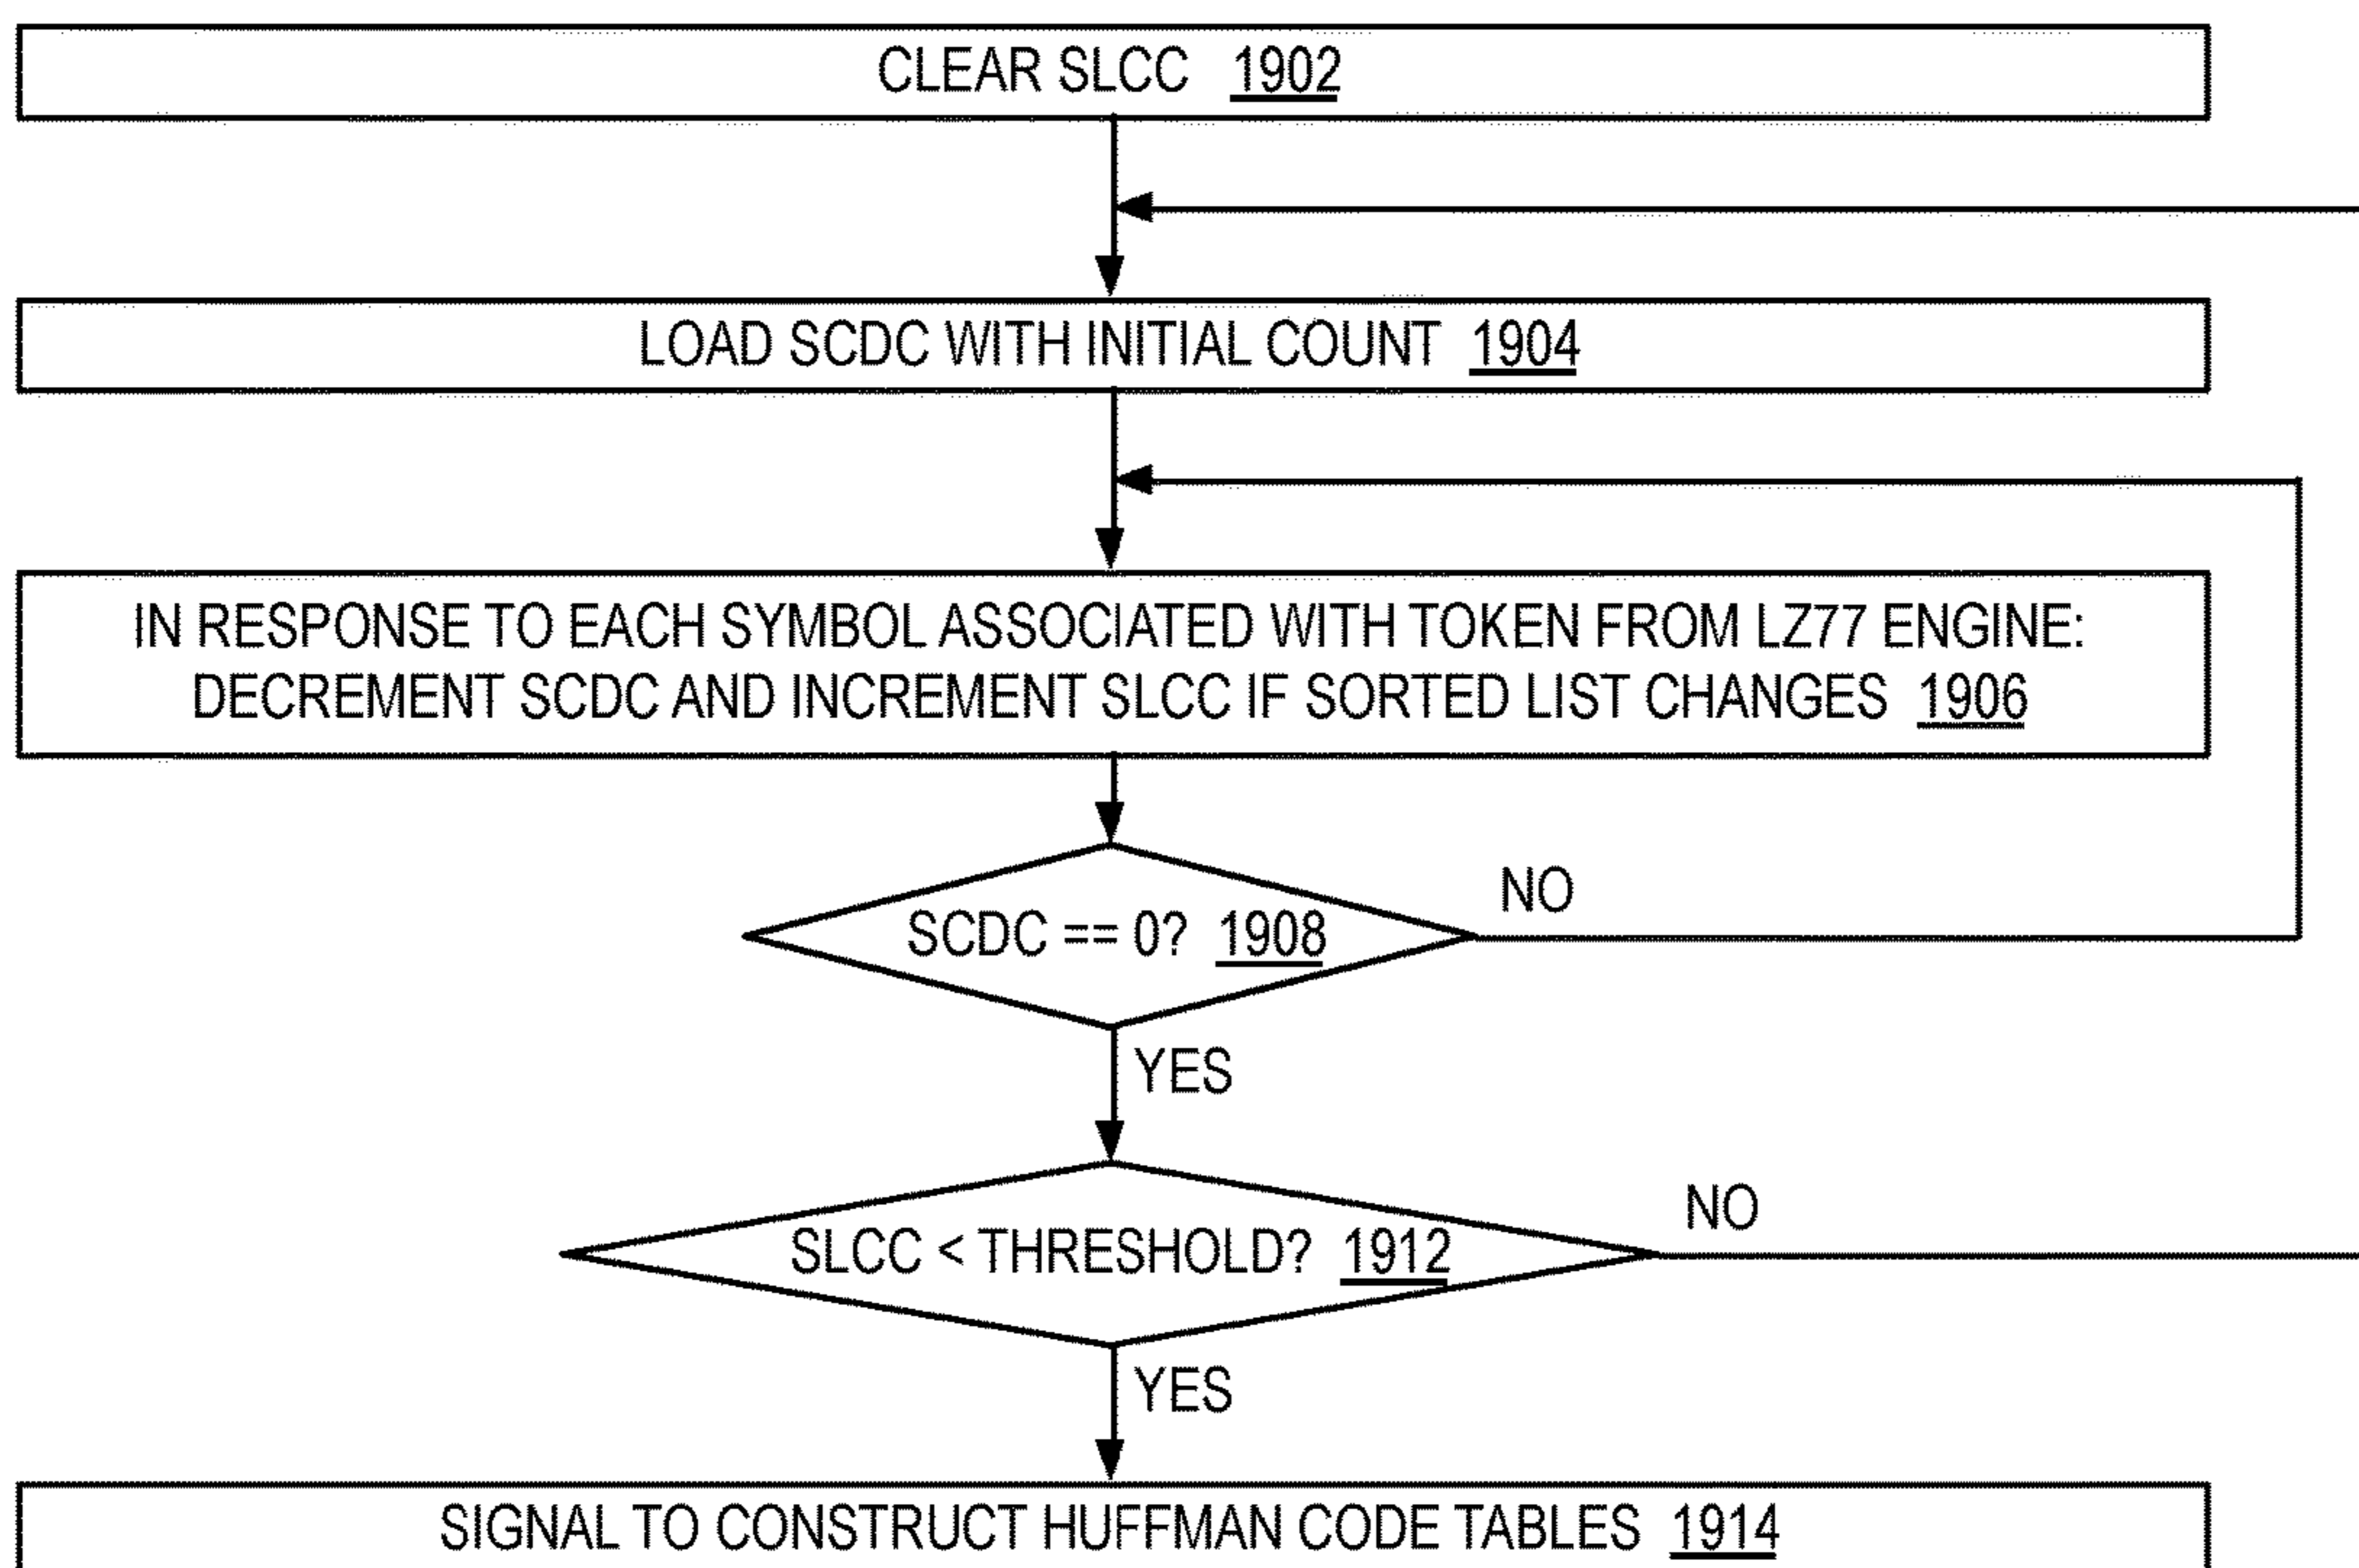 CLEAR SLCC 1902
LOAD SCDC WITH INITIAL COUNT 1904
IN RESPONSE TO EACH SYMBOL ASSOCIATED WITH TOKEN FROM LZ77 ENGINE:
DECREMENT SCDC AND INCREMENT SLCC IF SORTED LIST CHANGES 1906
NO
SCDC == 0? 1908
YES
NO
SLCC < THRESHOLD? 1912
YES
SIGNAL TO CONSTRUCT HUFFMAN CODE TABLES 1914